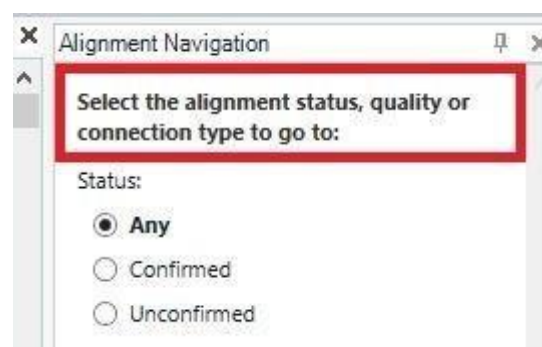 Alignment Navigation
Select the alignment status, quality or
connection type to go to:
Status:
Any
Confirmed
Unconfirmed